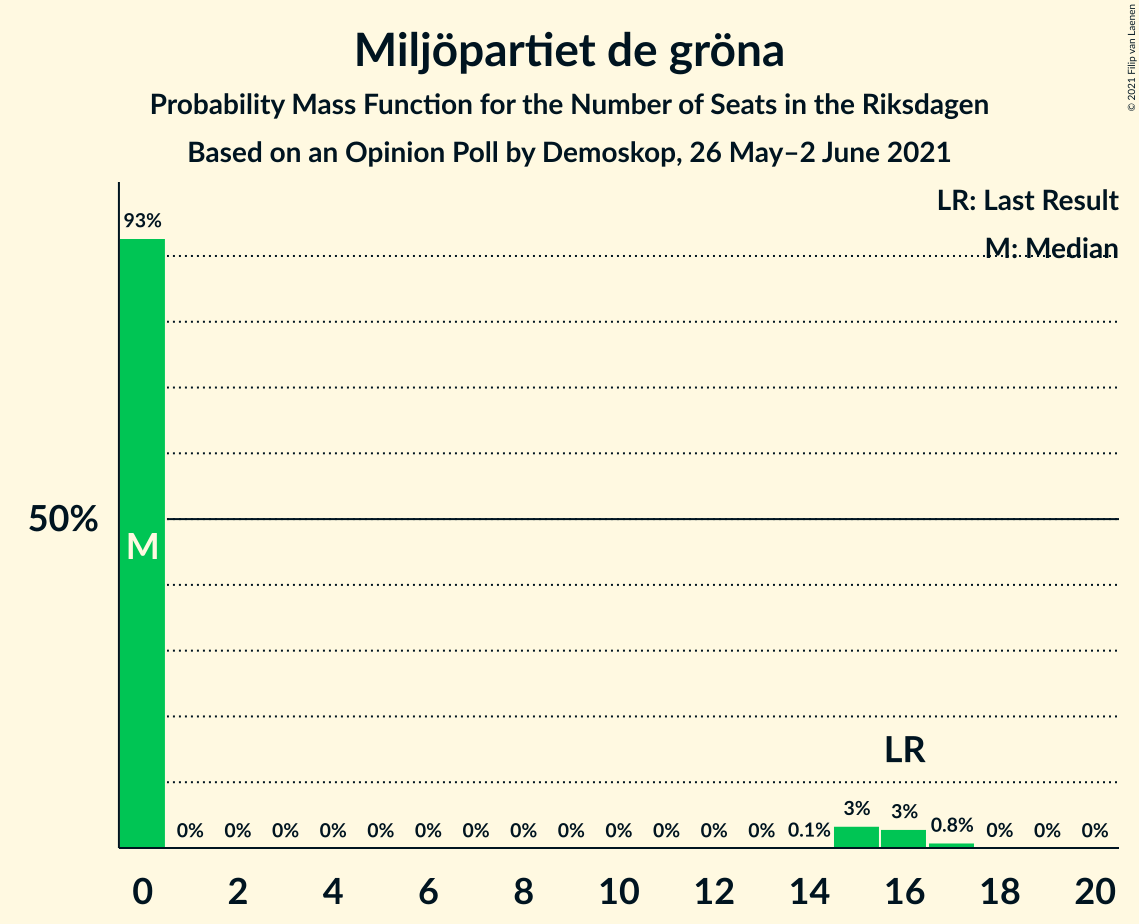 Miljöpartiet de gröna
Probability Mass Function for the Number of Seats in the Riksdagen
Based on an Opinion Poll by Demoskop, 26 May–2 June 2021
© 2021 Filip van Laenen
LR: Last Result
M: Median
93%
50%
M
LR
0% 0% 0% 0% 0% 0% 0% 0% 0% 0% 0% 0% 0% 0.1% 3% 3% 0.8% 0% 0% 0%
0 2 4 6 8 10 12 14 16 18 20